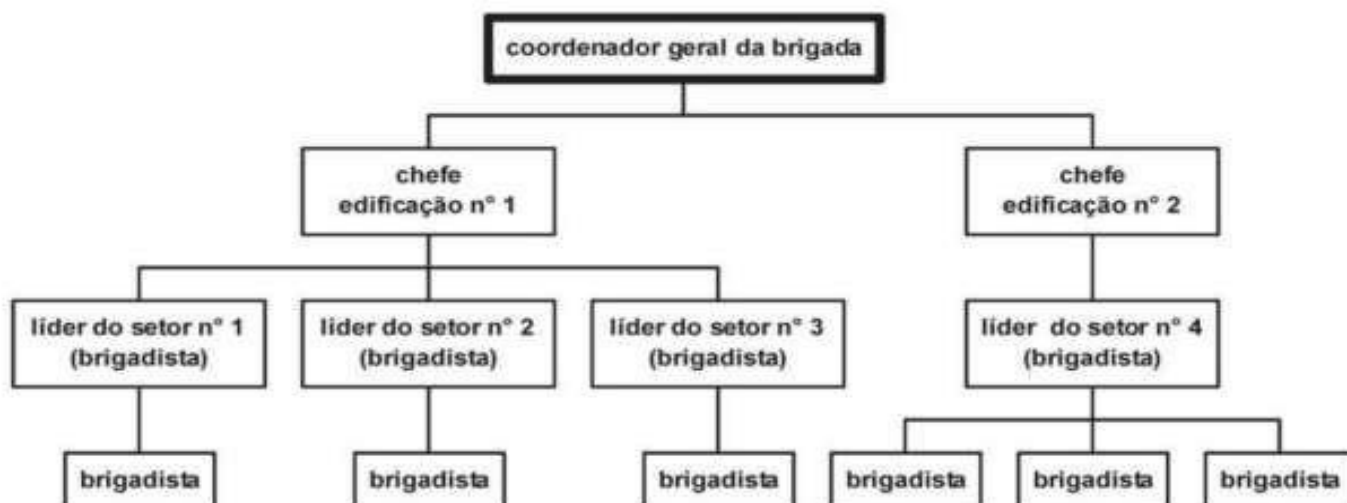 coordenador geral da brigada
chefe
edificação n° 1
chefe
edificação n° 2
líder do setor n° 1
(brigadista)
líder do setor n° 2
(brigadista)
líder do setor n° 3
(brigadista)
líder do setor n° 4
(brigadista)
brigadista
brigadista
brigadista
brigadista
brigadista
brigadista